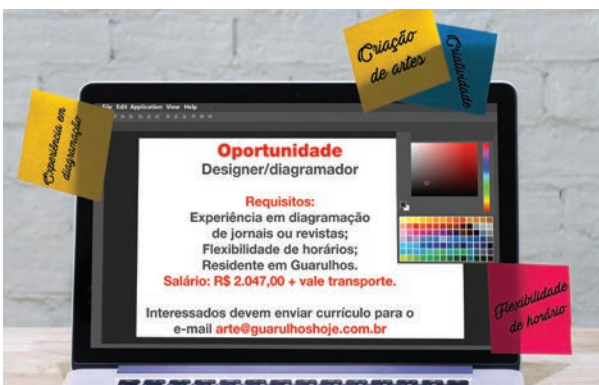 Criação
de artes
Criatividade
Experiência em
diagramação
File Edit Application View Help
Oportunidade
Designer/diagramador
Requisitos:
Experiência em diagramação
de jornais ou revistas;
Flexibilidade de horários;
Residente em Guarulhos.
Salário: R$ 2.047,00 + vale transporte.
Interessados devem enviar currículo para o
e-mail arte@guarulhoshoje.com.br
Flexibilidade
de horário